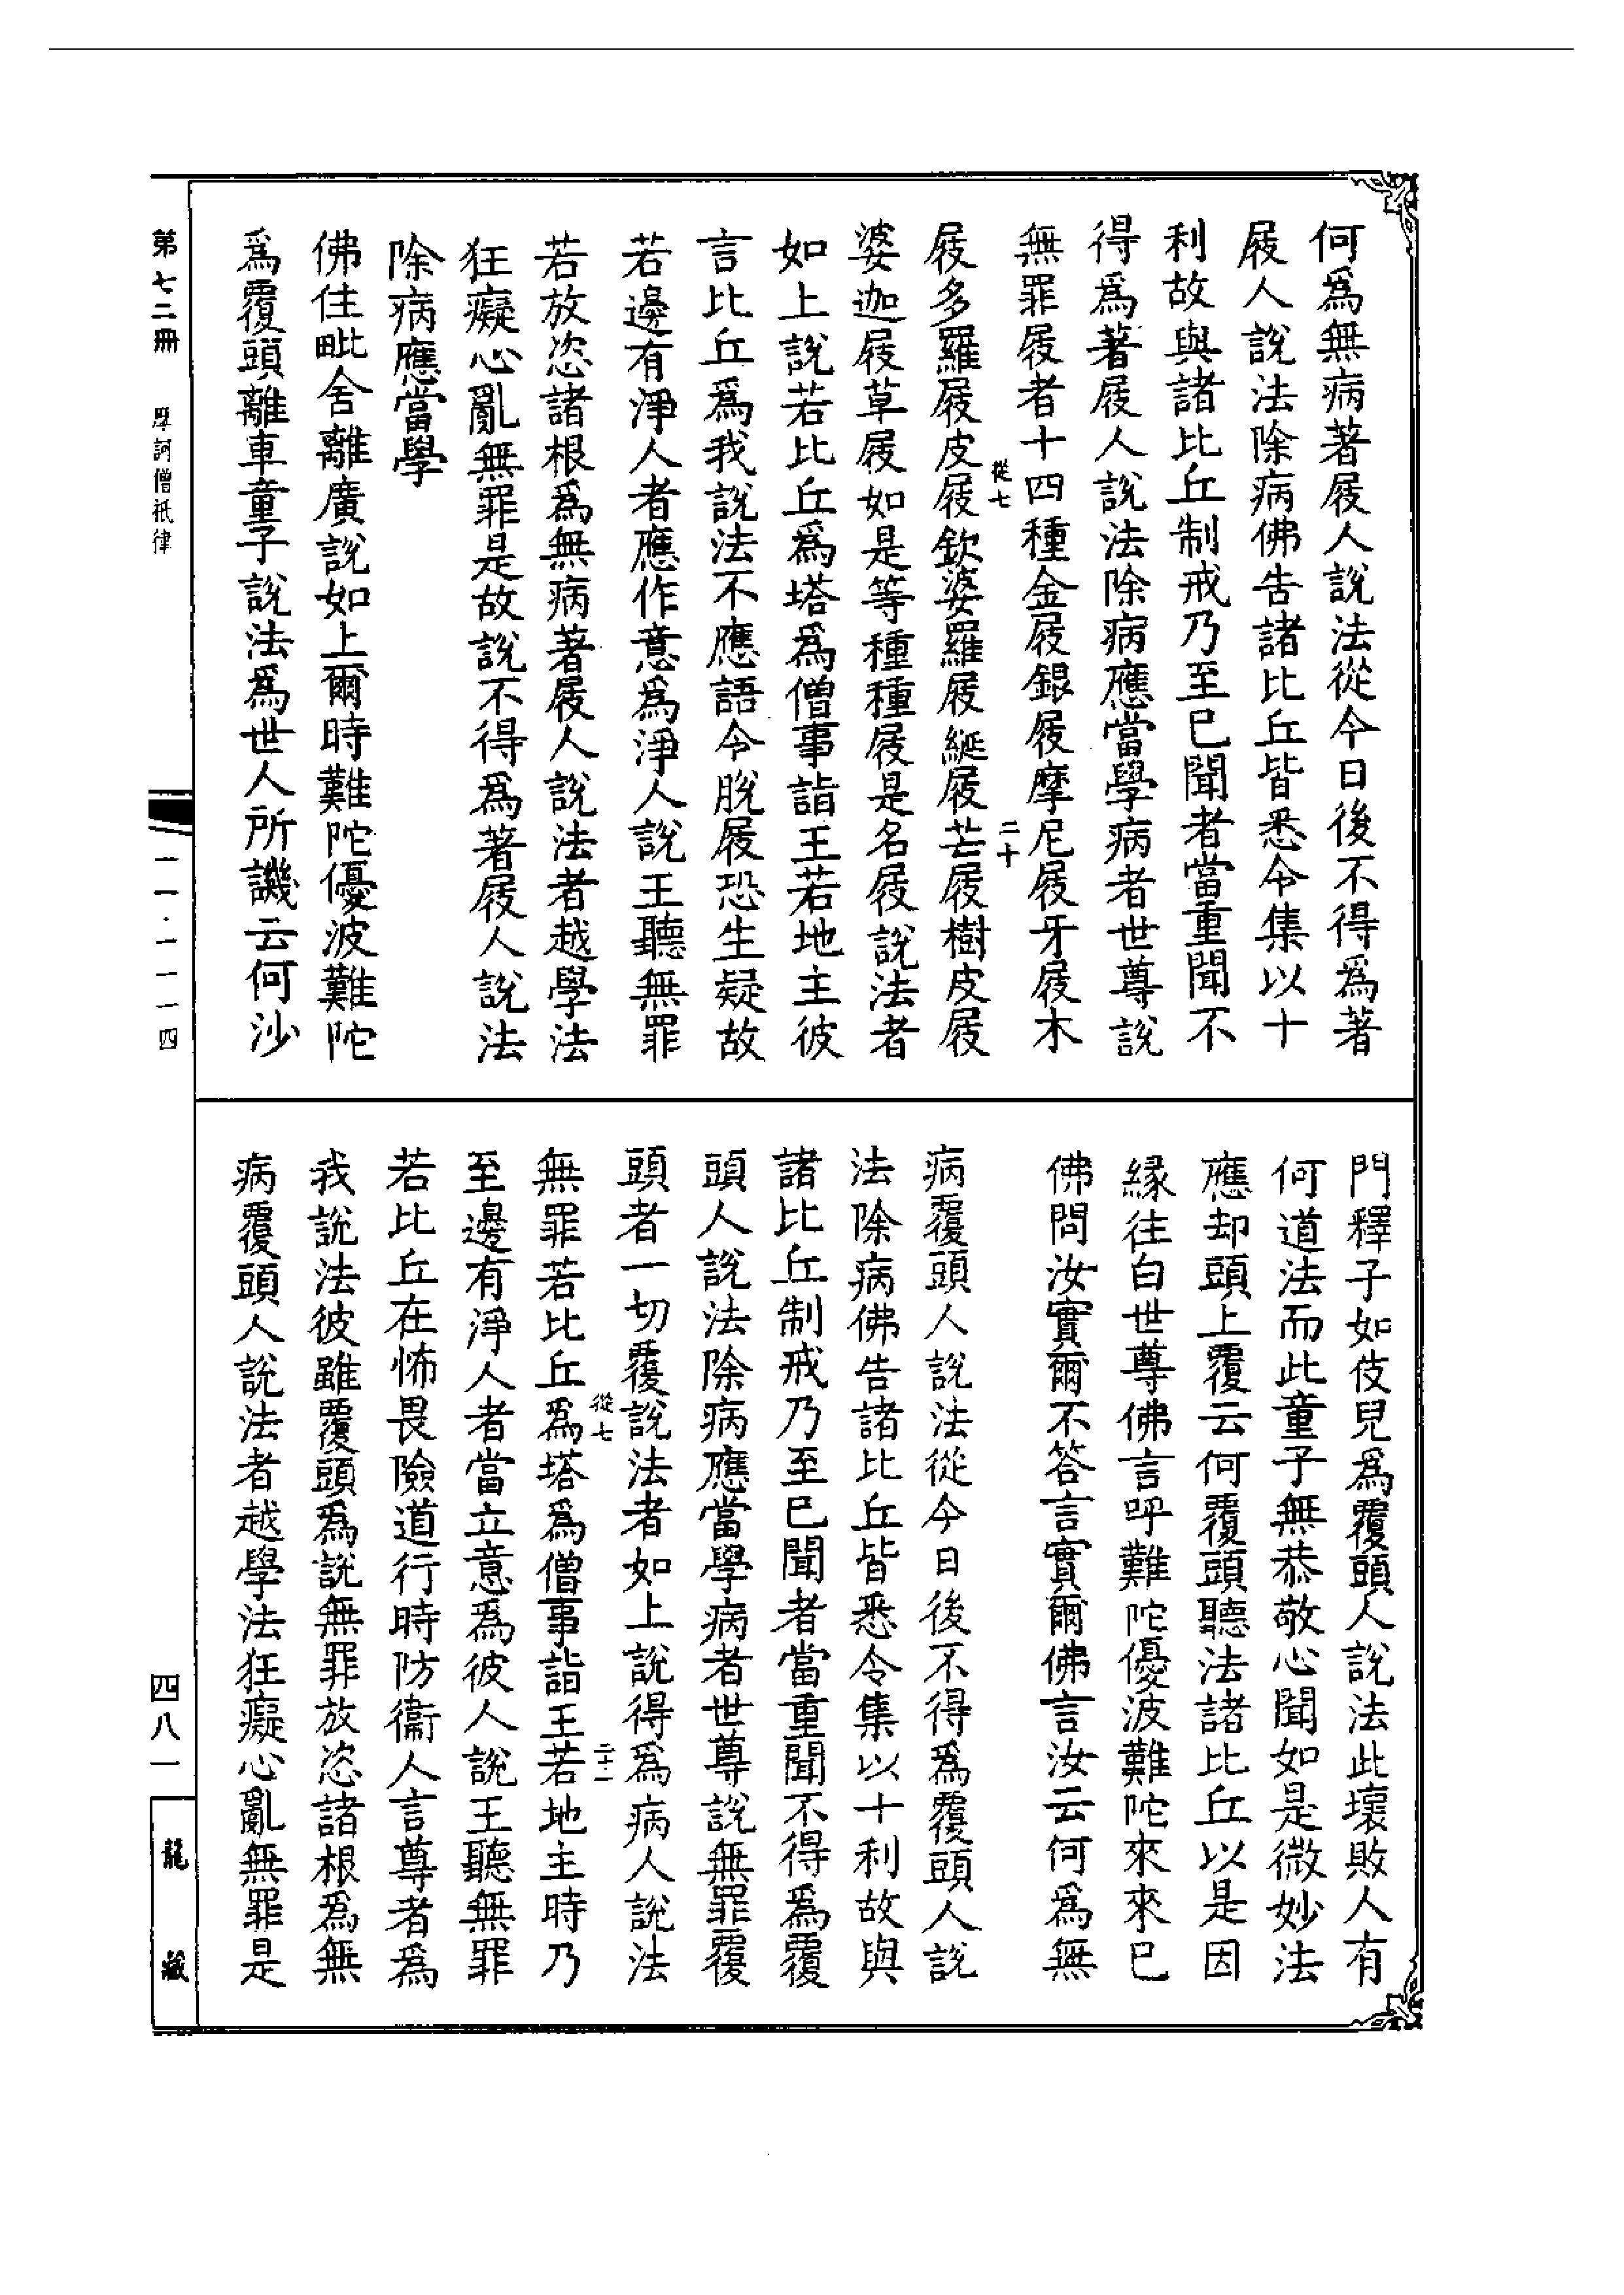 何爲無病著屐人說法從今日後不得爲著
屐人說法除病佛告諸比丘皆悉令集以十
利故與諸比丘制戒乃至已聞者當重聞不
得爲著屐人說法除病應當學病者世尊說
無罪屐者十四種金屐銀屐摩尼屐牙屐木
從七
二十
屐多羅屐皮屐欽婆羅屐綖屐芒屐樹皮屐
婆迦屐草屐如是等種種屐是名屐說法者
如上說若比丘爲塔爲僧事詣王若地主彼
言比丘爲我說法不應語令脫屐恐生疑故
若邊有淨人者應作意爲淨人說王聽無罪
若放恣諸根爲無病著屐人說法者越學法
狂癡心亂無罪是故說不得爲著屐人說法
除病應當學
佛住毗舍離廣說如上爾時難陀優波難陀
爲覆頭離車童子說法爲世人所譏云何沙
門釋子如伎兒爲覆頭人說法此壞敗人有
何道法而此童子無恭敬心聞如是微妙法
應却頭上覆云何覆頭聽法諸比丘以是因
緣往白世尊佛言呼難陀優波難陀來來已
佛問汝實爾不答言實爾佛言汝云何爲無
病覆頭人說法從今日後不得爲覆頭人說
法除病佛告諸比丘皆悉令集以十利故與
諸比丘制戒乃至已聞者當重聞不得爲覆
頭人說法除病應當學病者世尊說無罪覆
頭者一切覆說法者如上說得爲病人說法
從七
二十一
無罪若比丘爲塔爲僧事詣王若地主時乃
至邊有淨人者當立意爲彼人說王聽無罪
若比丘在怖畏險道行時防衞人言尊者爲
我說法彼雖覆頭爲說無罪放恣諸根爲無
病覆頭人說法者越學法狂癡心亂無罪是
第七二冊 摩訶僧祇律
一一·一一一四
四八一
龍藏